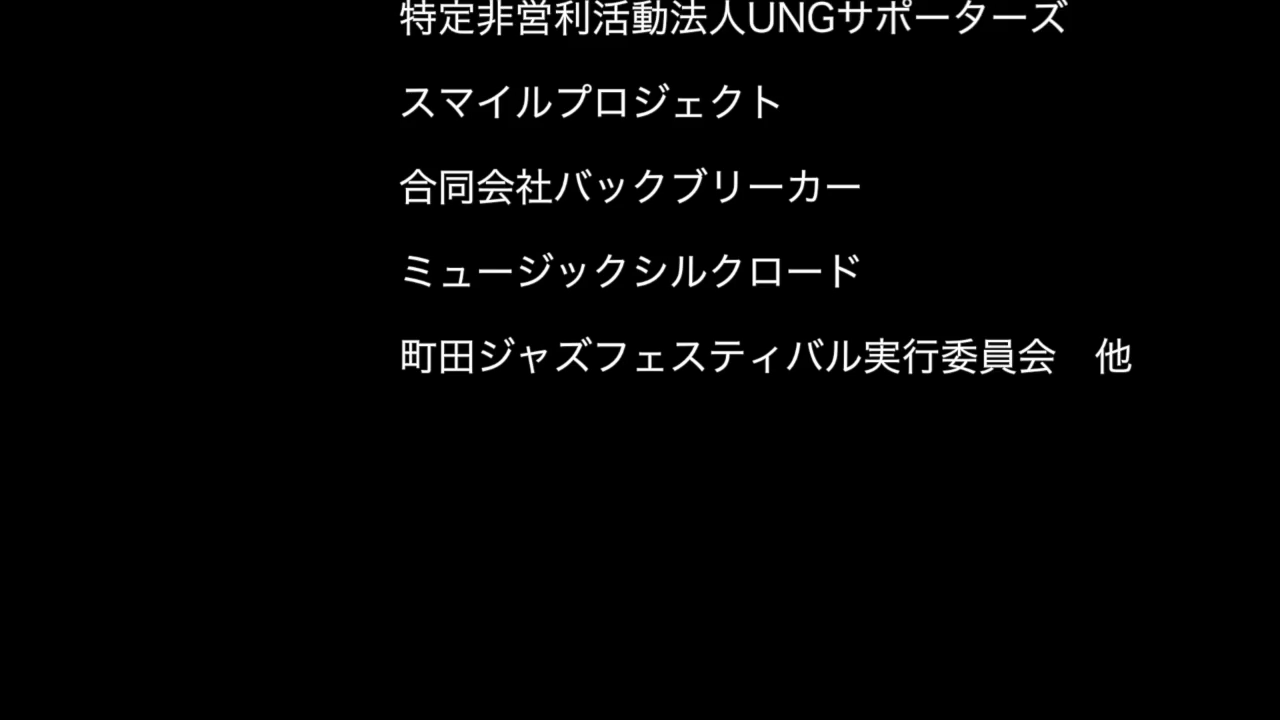 特定非営利活動法人UNGサポーターズ
スマイルプロジェクト
合同会社バックブリーカー
ミュージックシルクロード
町田ジャズフェスティバル実行委員会　他